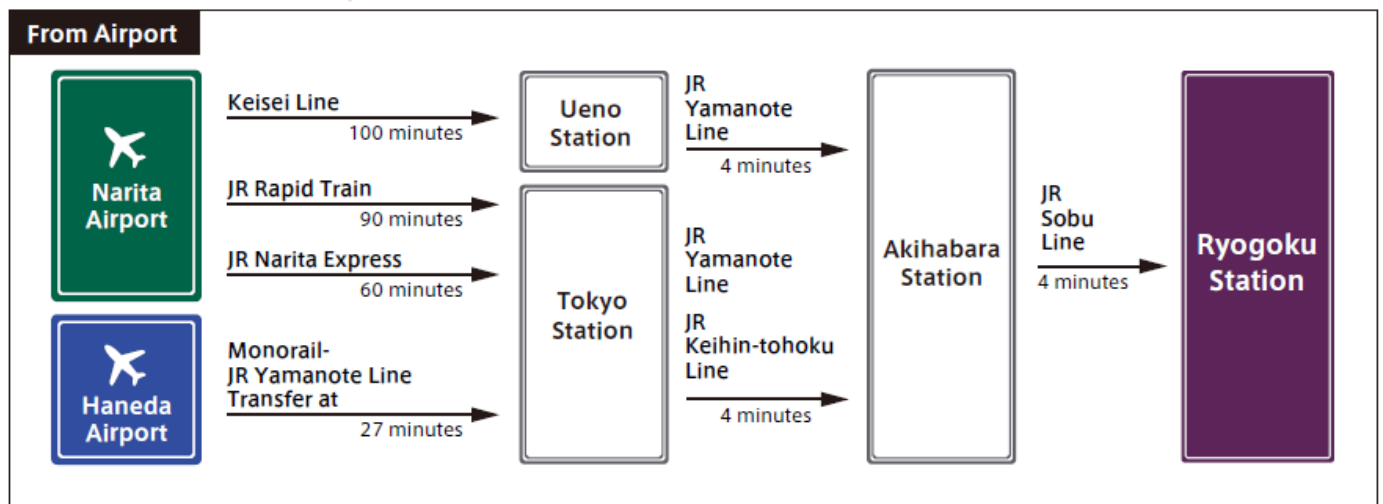 From Airport
Narita
Airport
Keisei Line
100 minutes
JR Rapid Train
90 minutes
JR Narita Express
60 minutes
Haneda
Airport
Monorail-
JR Yamanote Line
Transfer at
27 minutes
Ueno
Station
Tokyo
Station
JR
Yamanote
Line
4 minutes
JR
Yamanote
Line
JR
Keihin-tohoku
Line
4 minutes
Akihabara
Station
JR
Sobu
Line
4 minutes
Ryogoku
Station